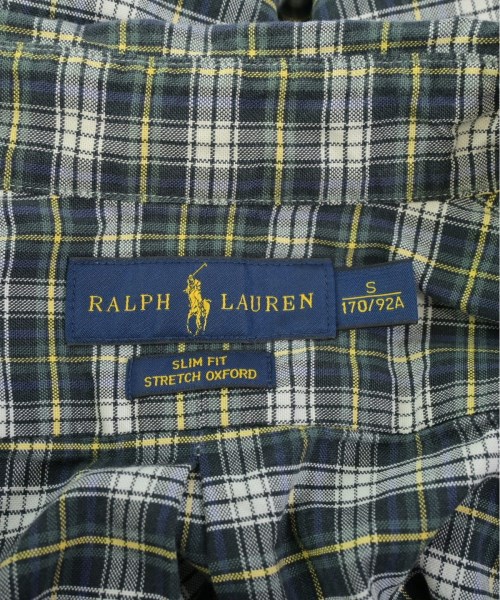 RALPH LAUREN
S
170/92A
SLIM FIT
STRETCH OXFORD